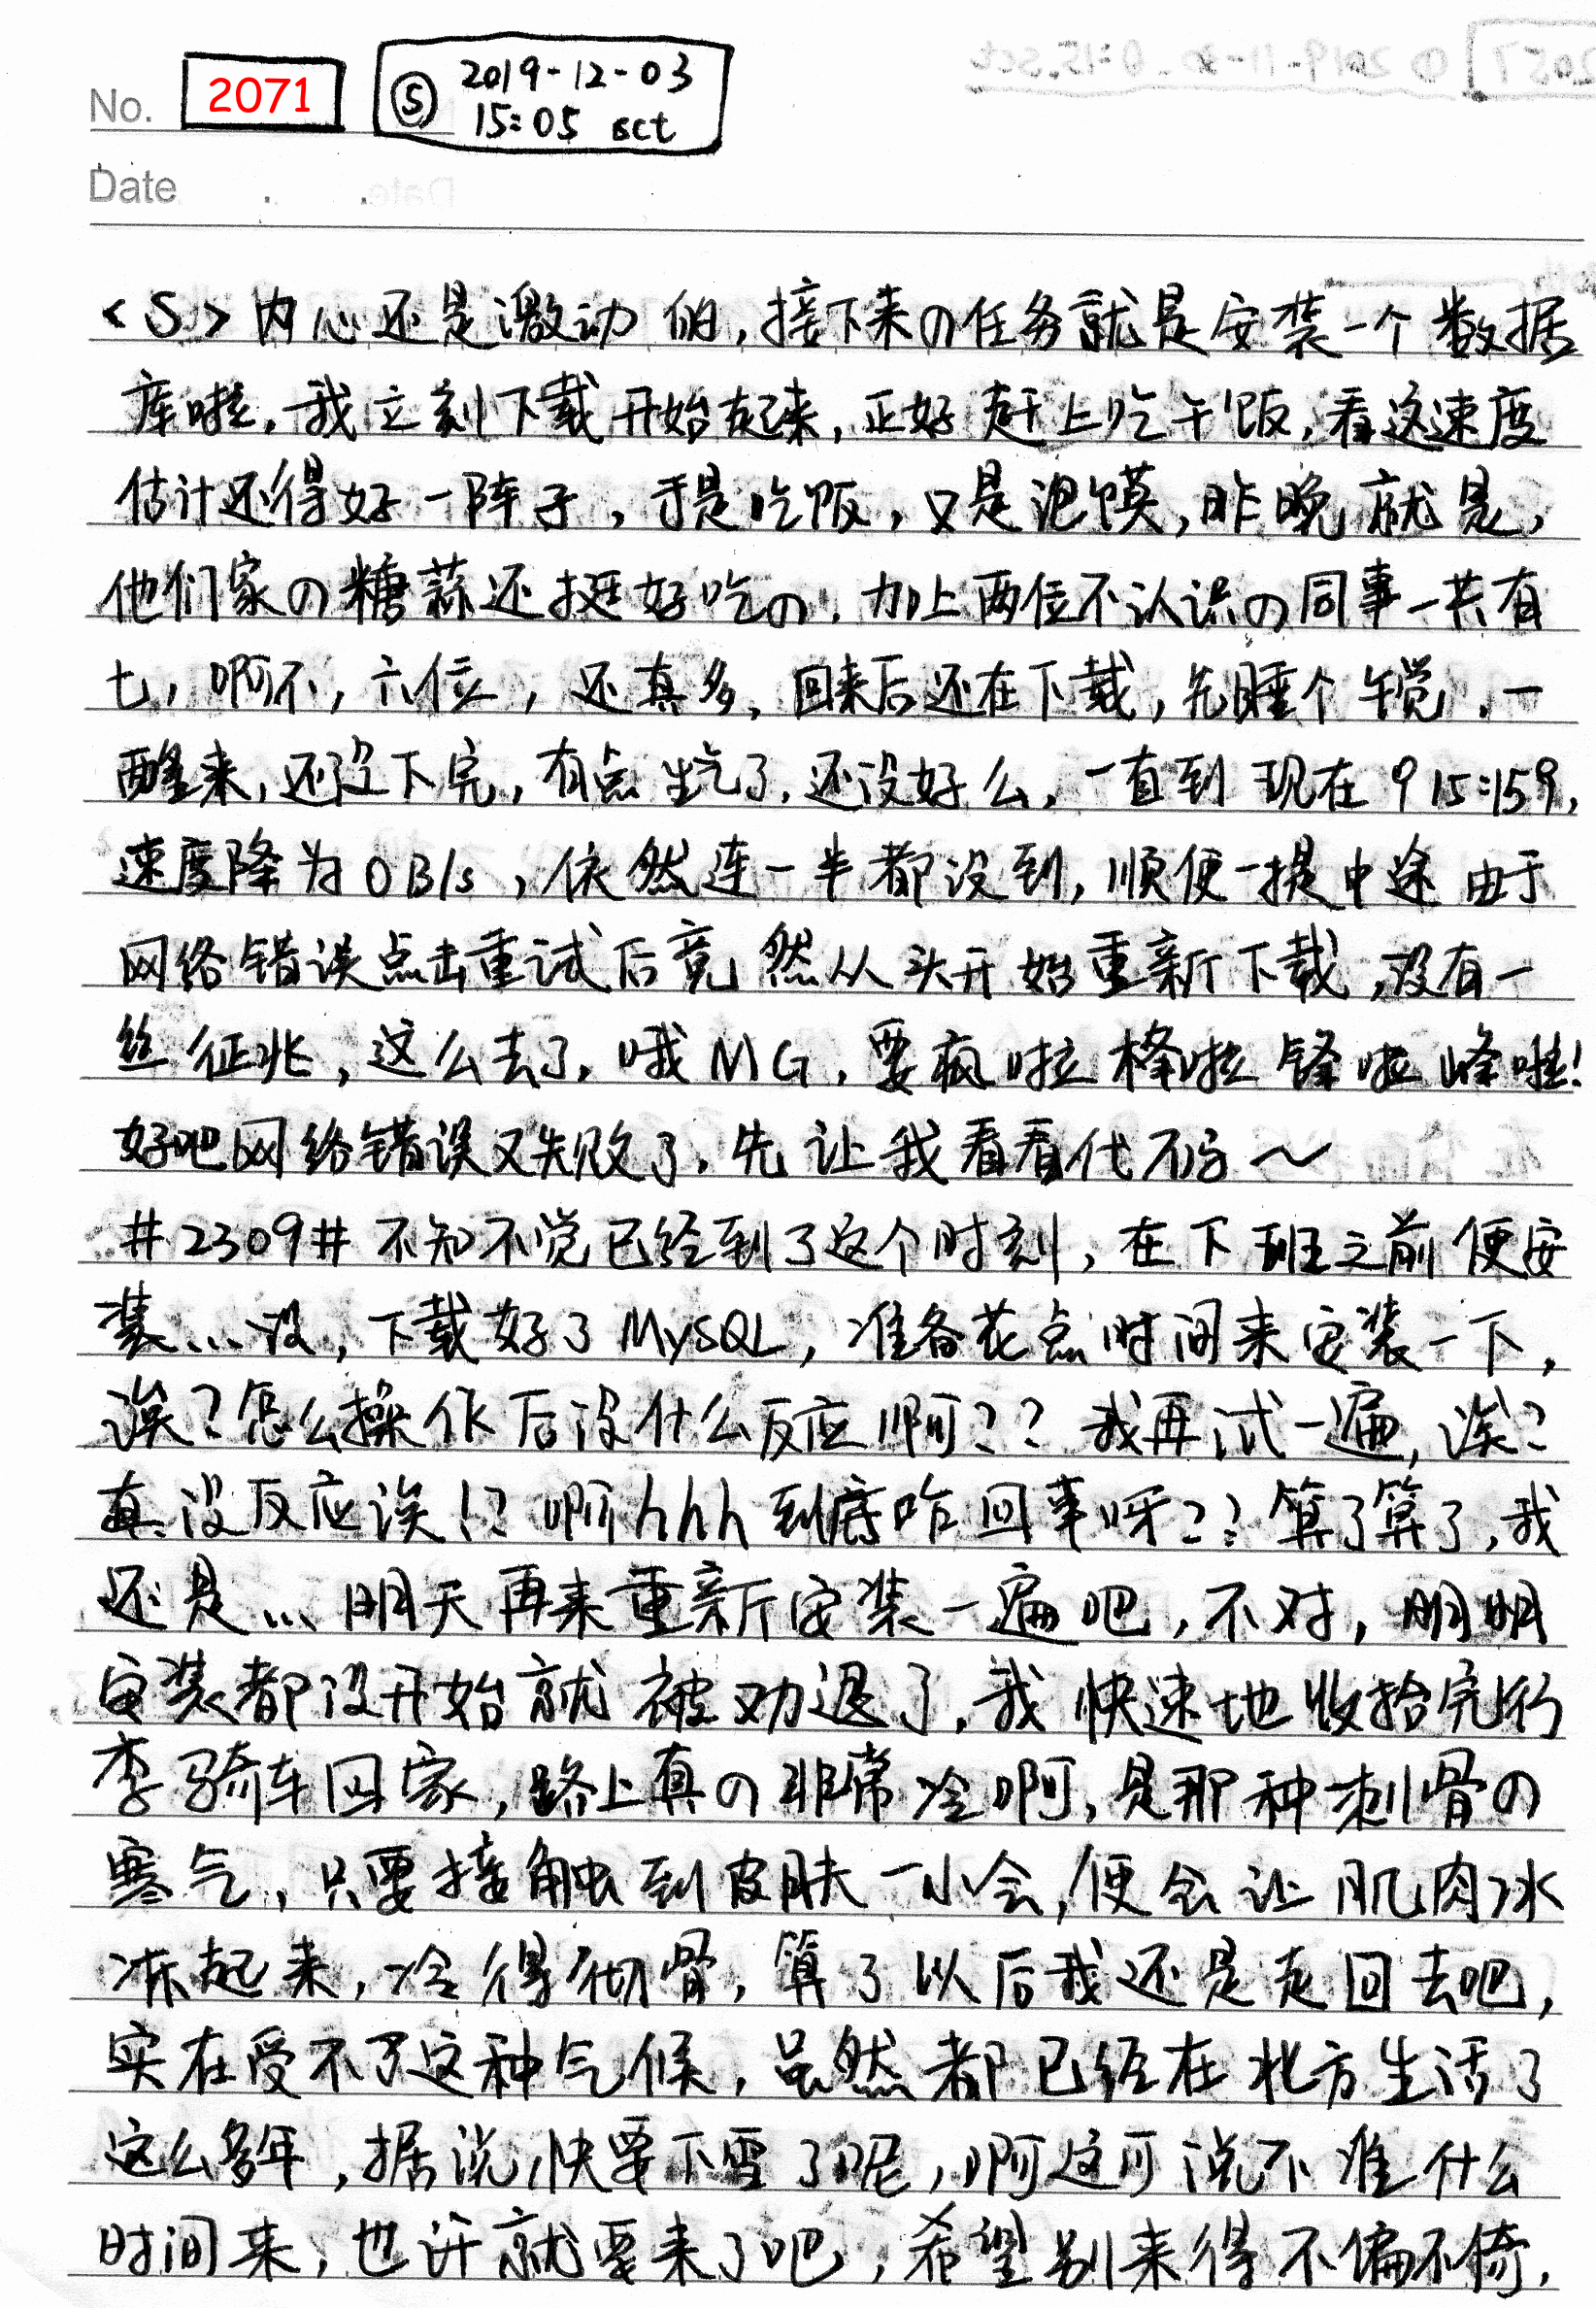 No. 2071 ⑤ 2019-12-03
15:05 sct
Date
<5>内心还是激动的,接下来の任务就是安装一个数据
库啦,我立刻下载开始起来,正好赶上吃午饭,看这速度
估计还得好一阵子,于是吃饭,又是泡馍,昨晚就是,
他们家の糖蒜还挺好吃の,加上两位不认识の同事一共有
七,啊不,六位,还真多,回来后还在下载,先睡个午觉,一
醒来,还没下完,有点生气了,还没好么,一直到现在915:159,
速度降为0B/s,依然连一半都没到,顺便一提中途由于
网络错误点击重试后竟然从头开始重新下载,没有一
丝征兆,这么去了,哦MG,要疯啦榉啦锋啦峰啦!
好吧网络错误又失败了,先让我看看代码~
#2309#不知不觉已经到了这个时刻,在下班之前便安
装...没,下载好了MySQL,准备花点时间来安装一下,
诶?怎么操作后没什么反应啊??我再试一遍,诶?
真没反应诶!?啊hhh到底咋回事呀??算了算了,我
还是...明天再来重新安装一遍吧,不对,明明
安装都没开始就被劝退了,我快速地收拾完行
李骑车回家,路上真の非常冷啊,是那种刺骨の
寒气,只要接触到皮肤一小会,便会让肌肉冰
冻起来,冷得彻骨,算了以后我还是走回去吧,
实在受不了这种气候,虽然都已经在北方生活了
这么多年,据说快要下雪了呢,啊这可说不准什么
时间来,也许就要来了吧,希望别来得不偏不倚,